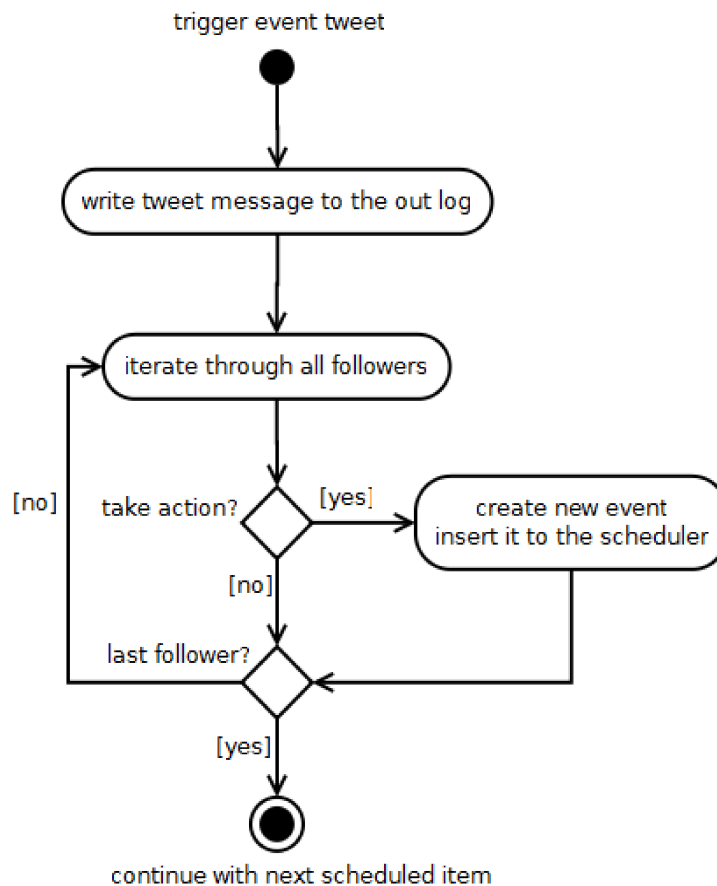 trigger event tweet
write tweet message to the out log
iterate through all followers
[no]
take action?
[yes]
create new event
insert it to the scheduler
[no]
last follower?
[yes]
continue with next scheduled item